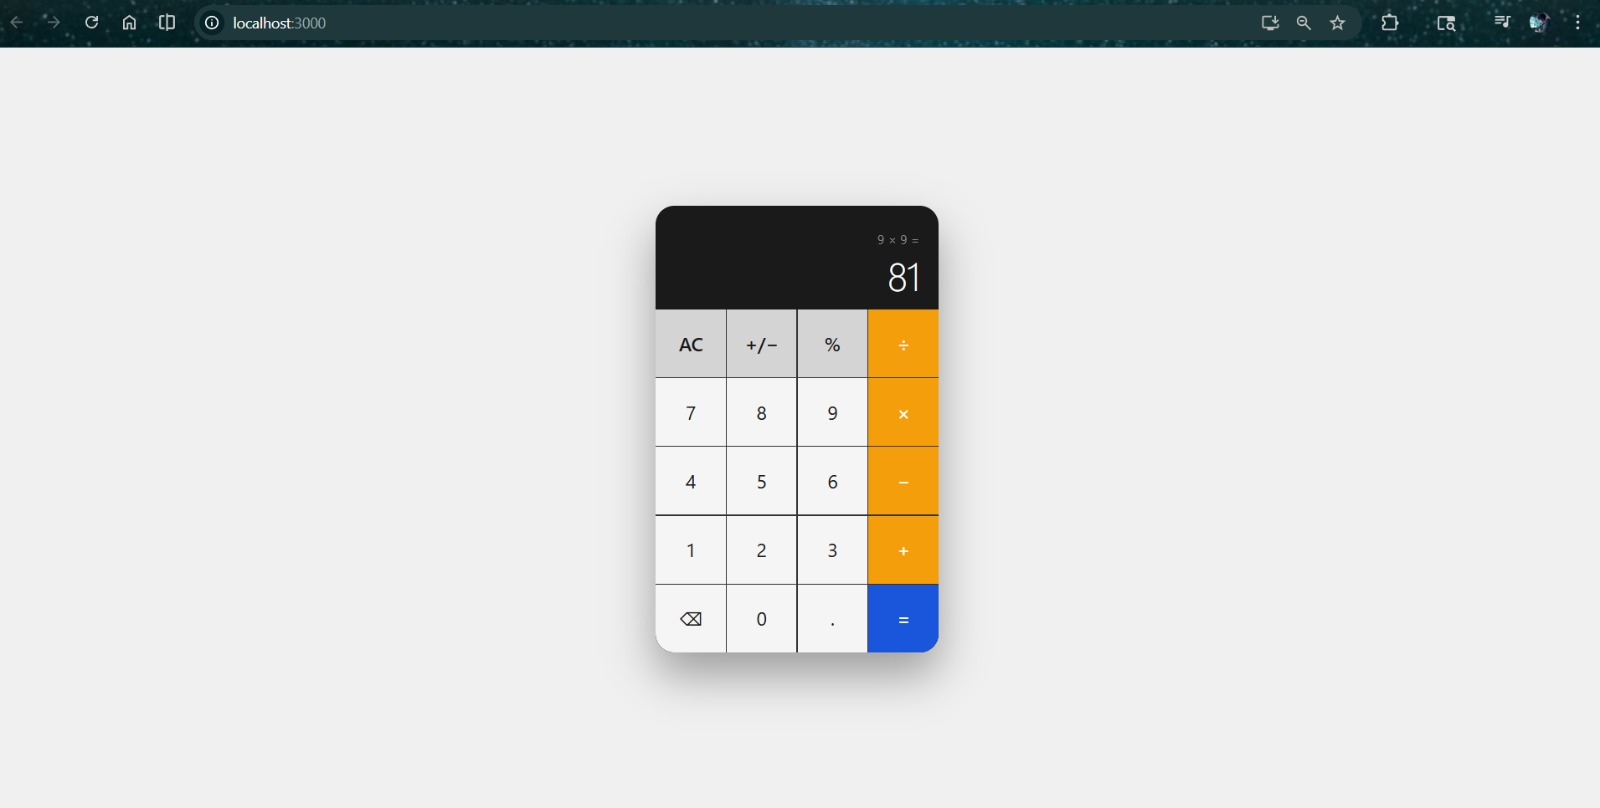 localhost:3000
9 × 9 =
81
AC +/− % ÷
7 8 9 ×
4 5 6 −
1 2 3 +
⌫ 0 . =